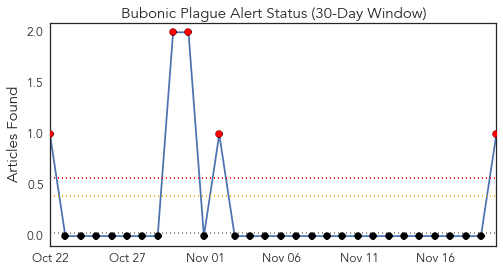 Bubonic Plague Alert Status (30-Day Window)
Articles Found
2.0
1.5
1.0
0.5
0.0
Oct 22 Oct 27 Nov 01 Nov 06 Nov 11 Nov 16